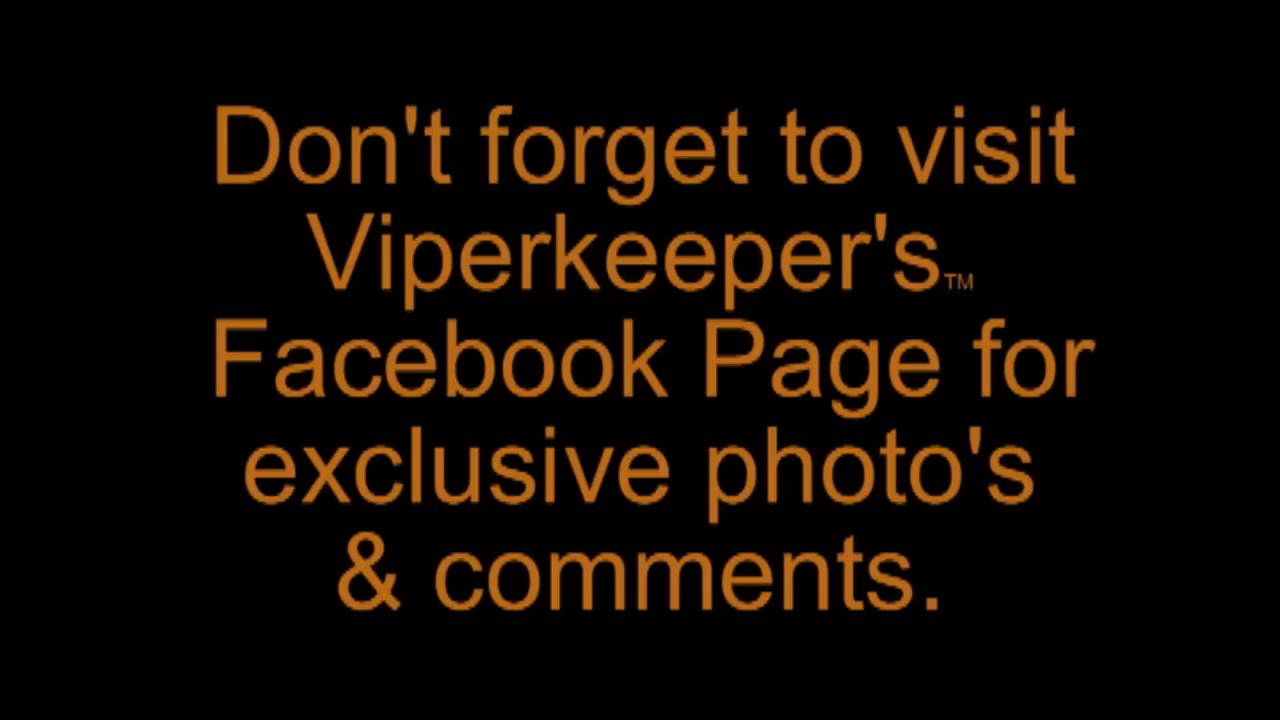 Don't forget to visit
Viperkeeper's™
Facebook Page for
exclusive photo's
& comments.